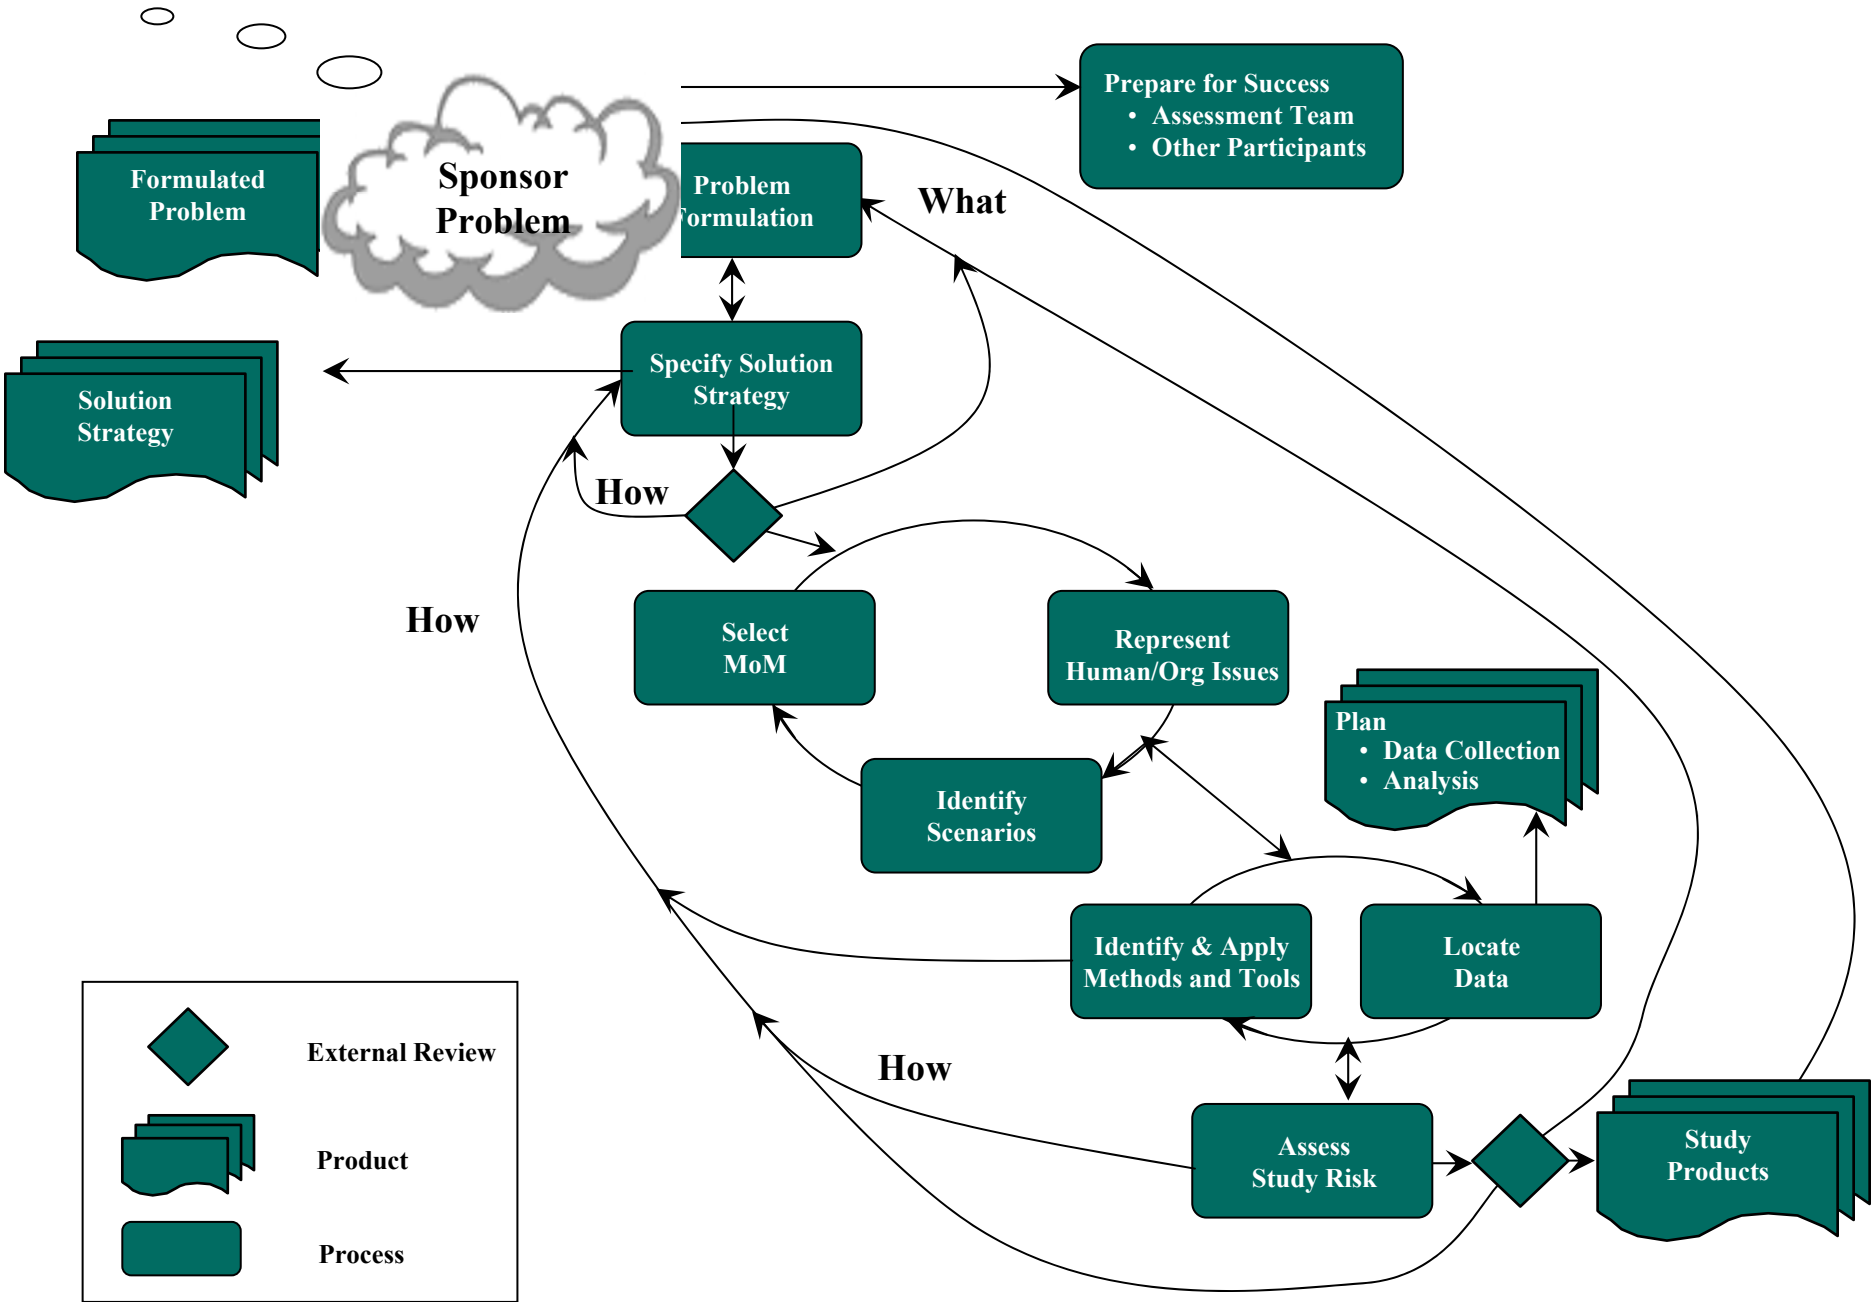 Prepare for Success
• Assessment Team
• Other Participants
Formulated
Problem
Sponsor
Problem
Problem
Formulation
What
Specify Solution
Strategy
Solution
Strategy
How
How
Select
MoM
Represent
Human/Org Issues
Plan
• Data Collection
• Analysis
Identify
Scenarios
Identify & Apply
Methods and Tools
Locate
Data
How
External Review
Assess
Study Risk
Study
Products
Product
Process